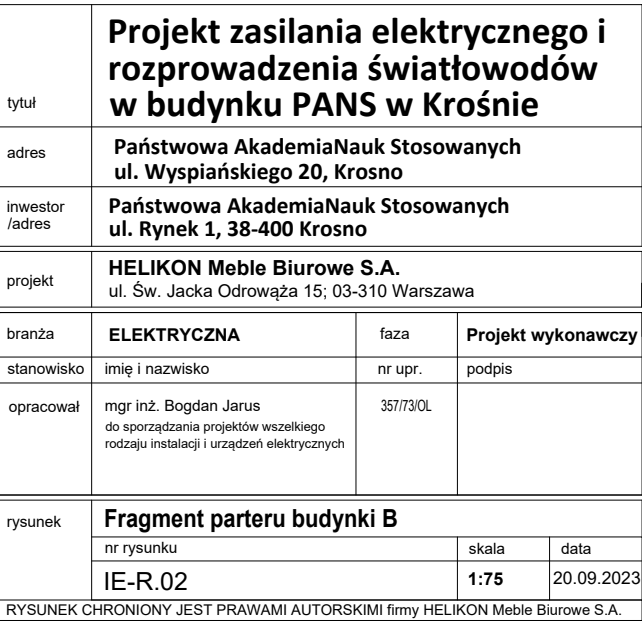 tytuł
Projekt zasilania elektrycznego i
rozprowadzenia światłowodów
w budynku PANS w Krośnie
adres
Państwowa AkademiaNauk Stosowanych
ul. Wyspiańskiego 20, Krosno
inwestor
/adres
Państwowa AkademiaNauk Stosowanych
ul. Rynek 1, 38-400 Krosno
projekt
HELIKON Meble Biurowe S.A.
ul. Św. Jacka Odrowąża 15; 03-310 Warszawa
branża ELEKTRYCZNA faza Projekt wykonawczy
stanowisko imię i nazwisko nr upr. podpis
opracował mgr inż. Bogdan Jarus 357/73/OL
do sporządzania projektów wszelkiego
rodzaju instalacji i urządzeń elektrycznych
rysunek Fragment parteru budynki B
nr rysunku skala data
IE-R.02 1:75 20.09.2023
RYSUNEK CHRONIONY JEST PRAWAMI AUTORSKIMI firmy HELIKON Meble Biurowe S.A.